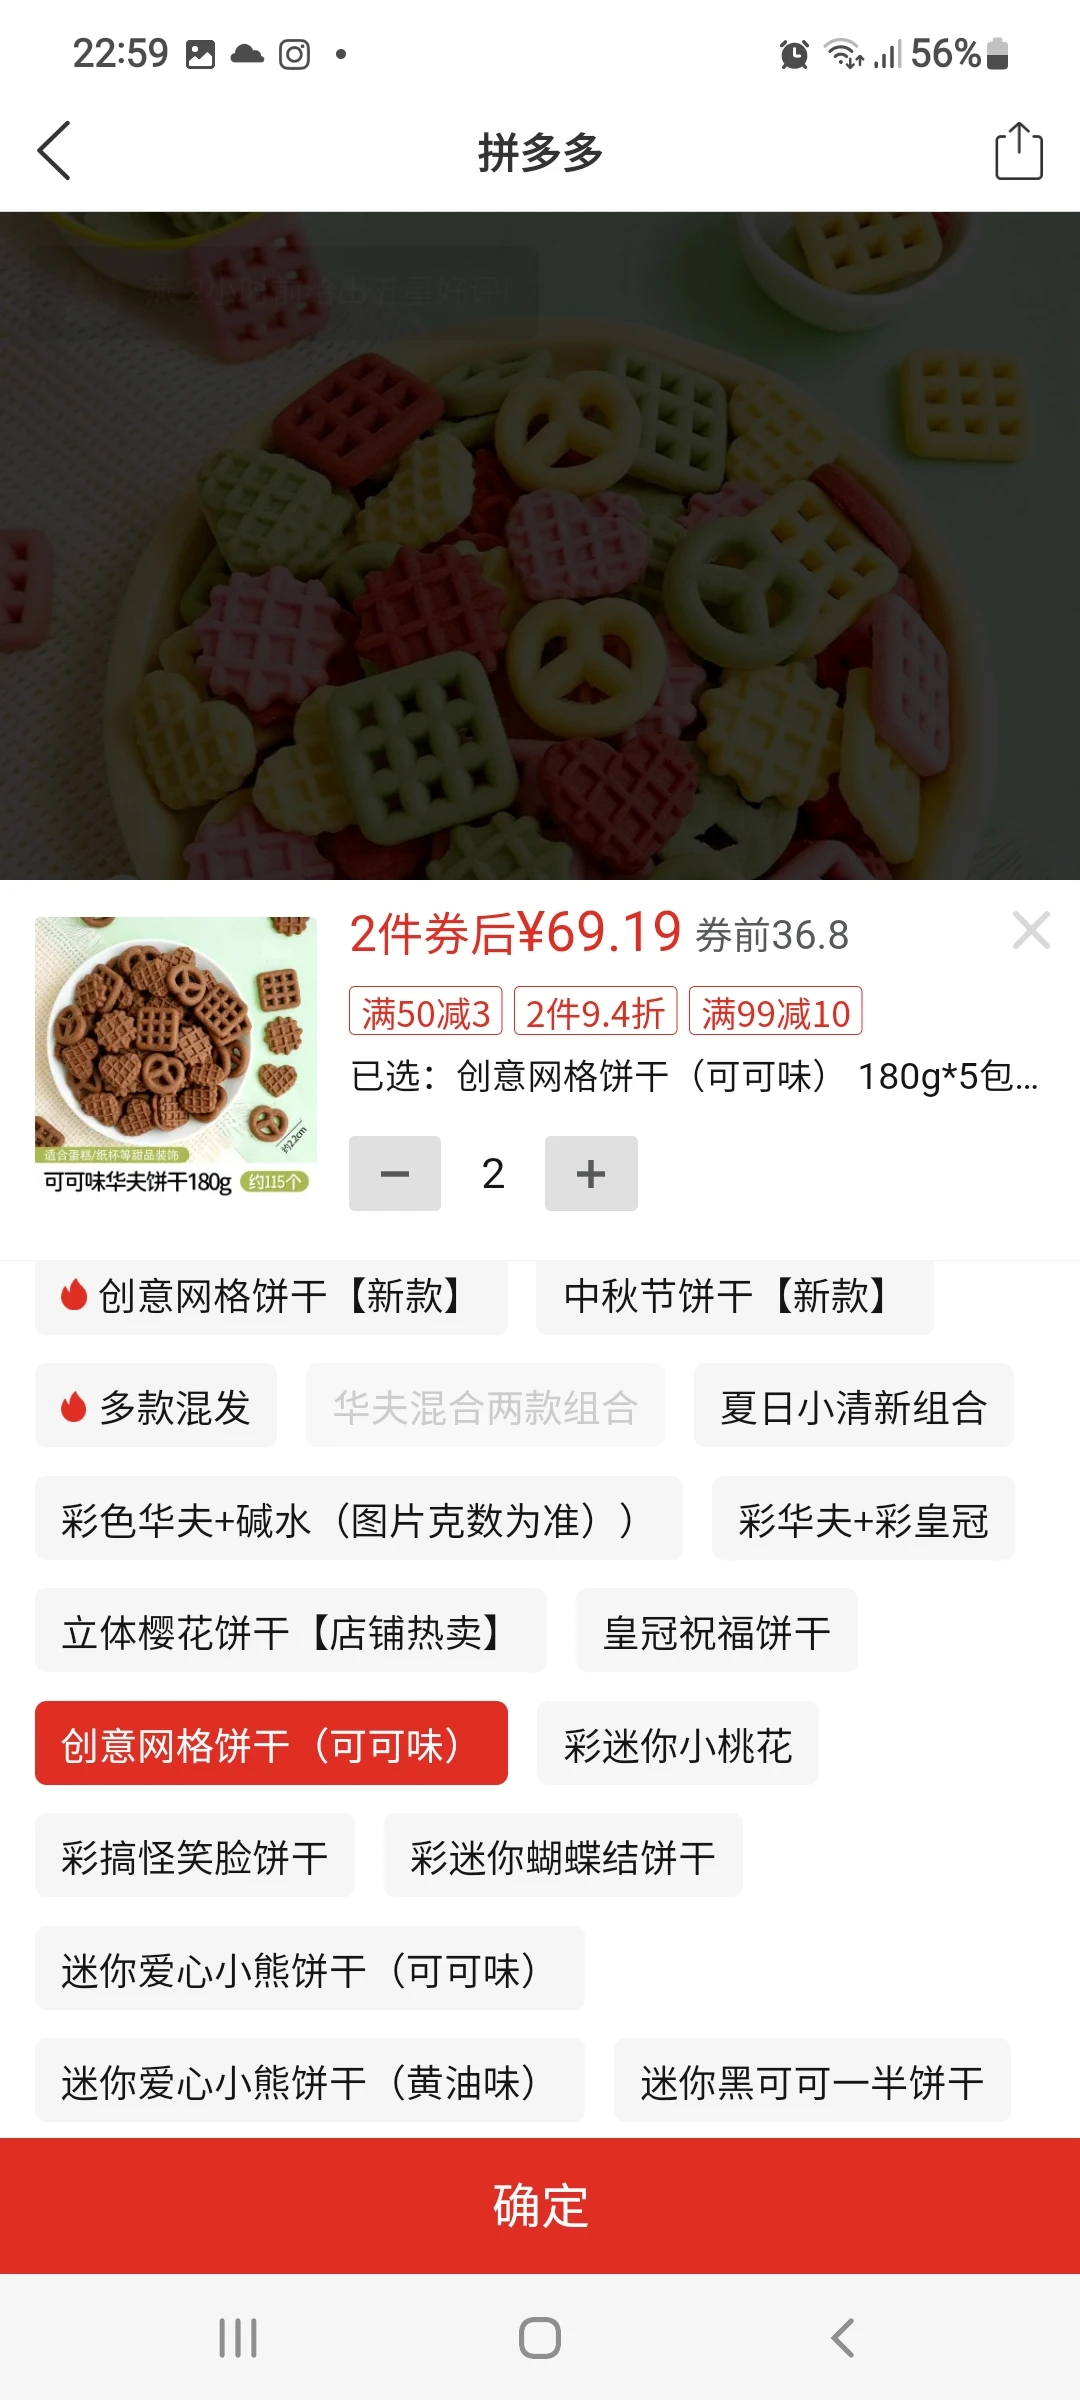 22:59
56%
拼多多
2小时前给出五星好评!
2件券后¥69.19 券前36.8
满50减3 2件9.4折 满99减10
已选：创意网格饼干（可可味） 180g*5包...
约2.2cm
适合蛋糕/纸杯等甜品装饰
可可味华夫饼干180g 约115个
2
创意网格饼干【新款】 中秋节饼干【新款】
多款混发 华夫混合两款组合 夏日小清新组合
彩色华夫+碱水（图片克数为准）） 彩华夫+彩皇冠
立体樱花饼干【店铺热卖】 皇冠祝福饼干
创意网格饼干（可可味） 彩迷你小桃花
彩搞怪笑脸饼干 彩迷你蝴蝶结饼干
迷你爱心小熊饼干（可可味）
迷你爱心小熊饼干（黄油味） 迷你黑可可一半饼干
确定